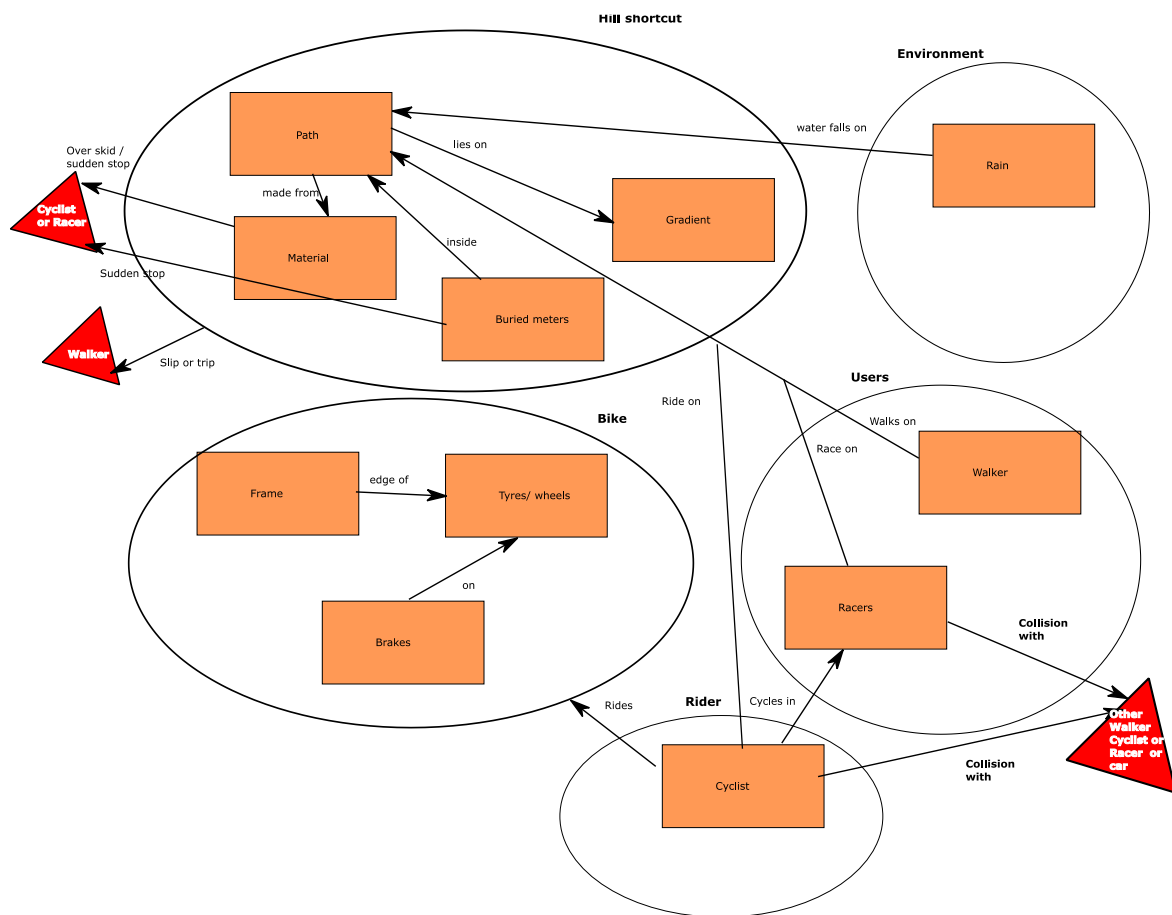 Hill shortcut
Environment
Path
water falls on
Rain
lies on
Over skid /
sudden stop
made from
Cyclist
or Racer
Gradient
inside
Material
Sudden stop
Buried meters
Walker
Slip or trip
Users
Bike
Ride on
Walks on
Race on
Walker
edge of
Frame
Tyres/ wheels
on
Brakes
Racers
Collision
with
Rides
Rider
Cycles in
Other
Walker
Cyclist or
Racer or
car
Collision
with
Cyclist